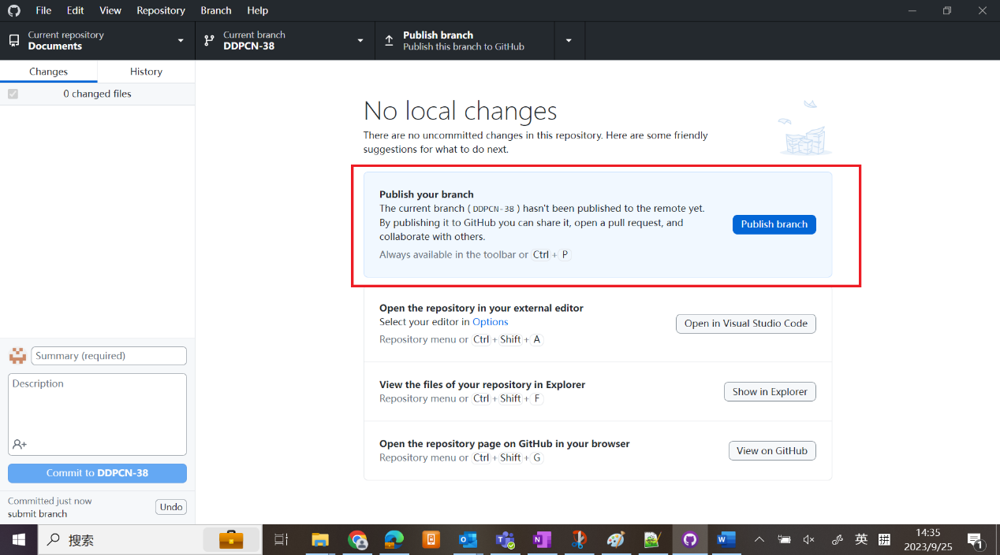 File Edit View Repository Branch Help
Current repository
Documents
Current branch
DDPCN-38
Publish branch
Publish this branch to GitHub
Changes
History
0 changed files
No local changes
There are no uncommitted changes in this repository. Here are some friendly
suggestions for what to do next.
Publish your branch
The current branch ( DDPCN-38 ) hasn't been published to the remote yet.
By publishing it to GitHub you can share it, open a pull request, and
collaborate with others.
Always available in the toolbar or Ctrl + P
Publish branch
Open the repository in your external editor
Select your editor in Options
Repository menu or Ctrl + Shift + A
Open in Visual Studio Code
View the files of your repository in Explorer
Repository menu or Ctrl + Shift + F
Show in Explorer
Open the repository page on GitHub in your browser
Repository menu or Ctrl + Shift + G
View on GitHub
Summary (required)
Description
Commit to DDPCN-38
Committed just now
submit branch
Undo
搜索
英
拼
14:35
2023/9/25
1